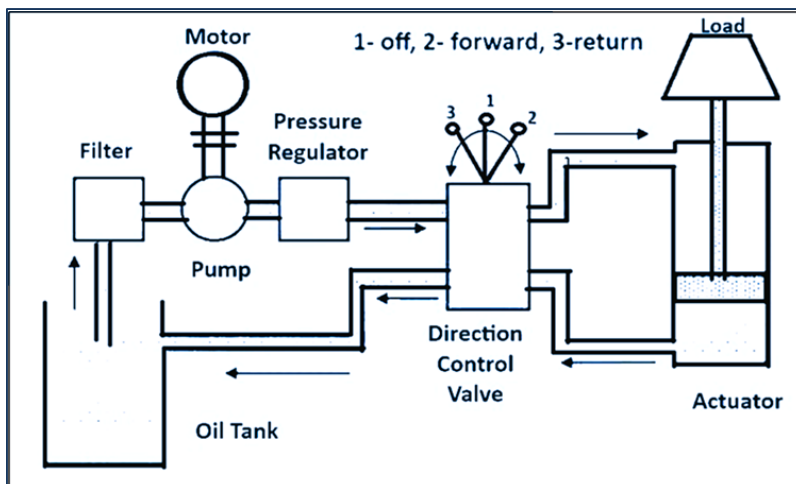 Motor
1- off, 2- forward, 3-return
Load
3 1 2
Pressure
Regulator
Filter
Pump
Direction
Control
Valve
Oil Tank
Actuator